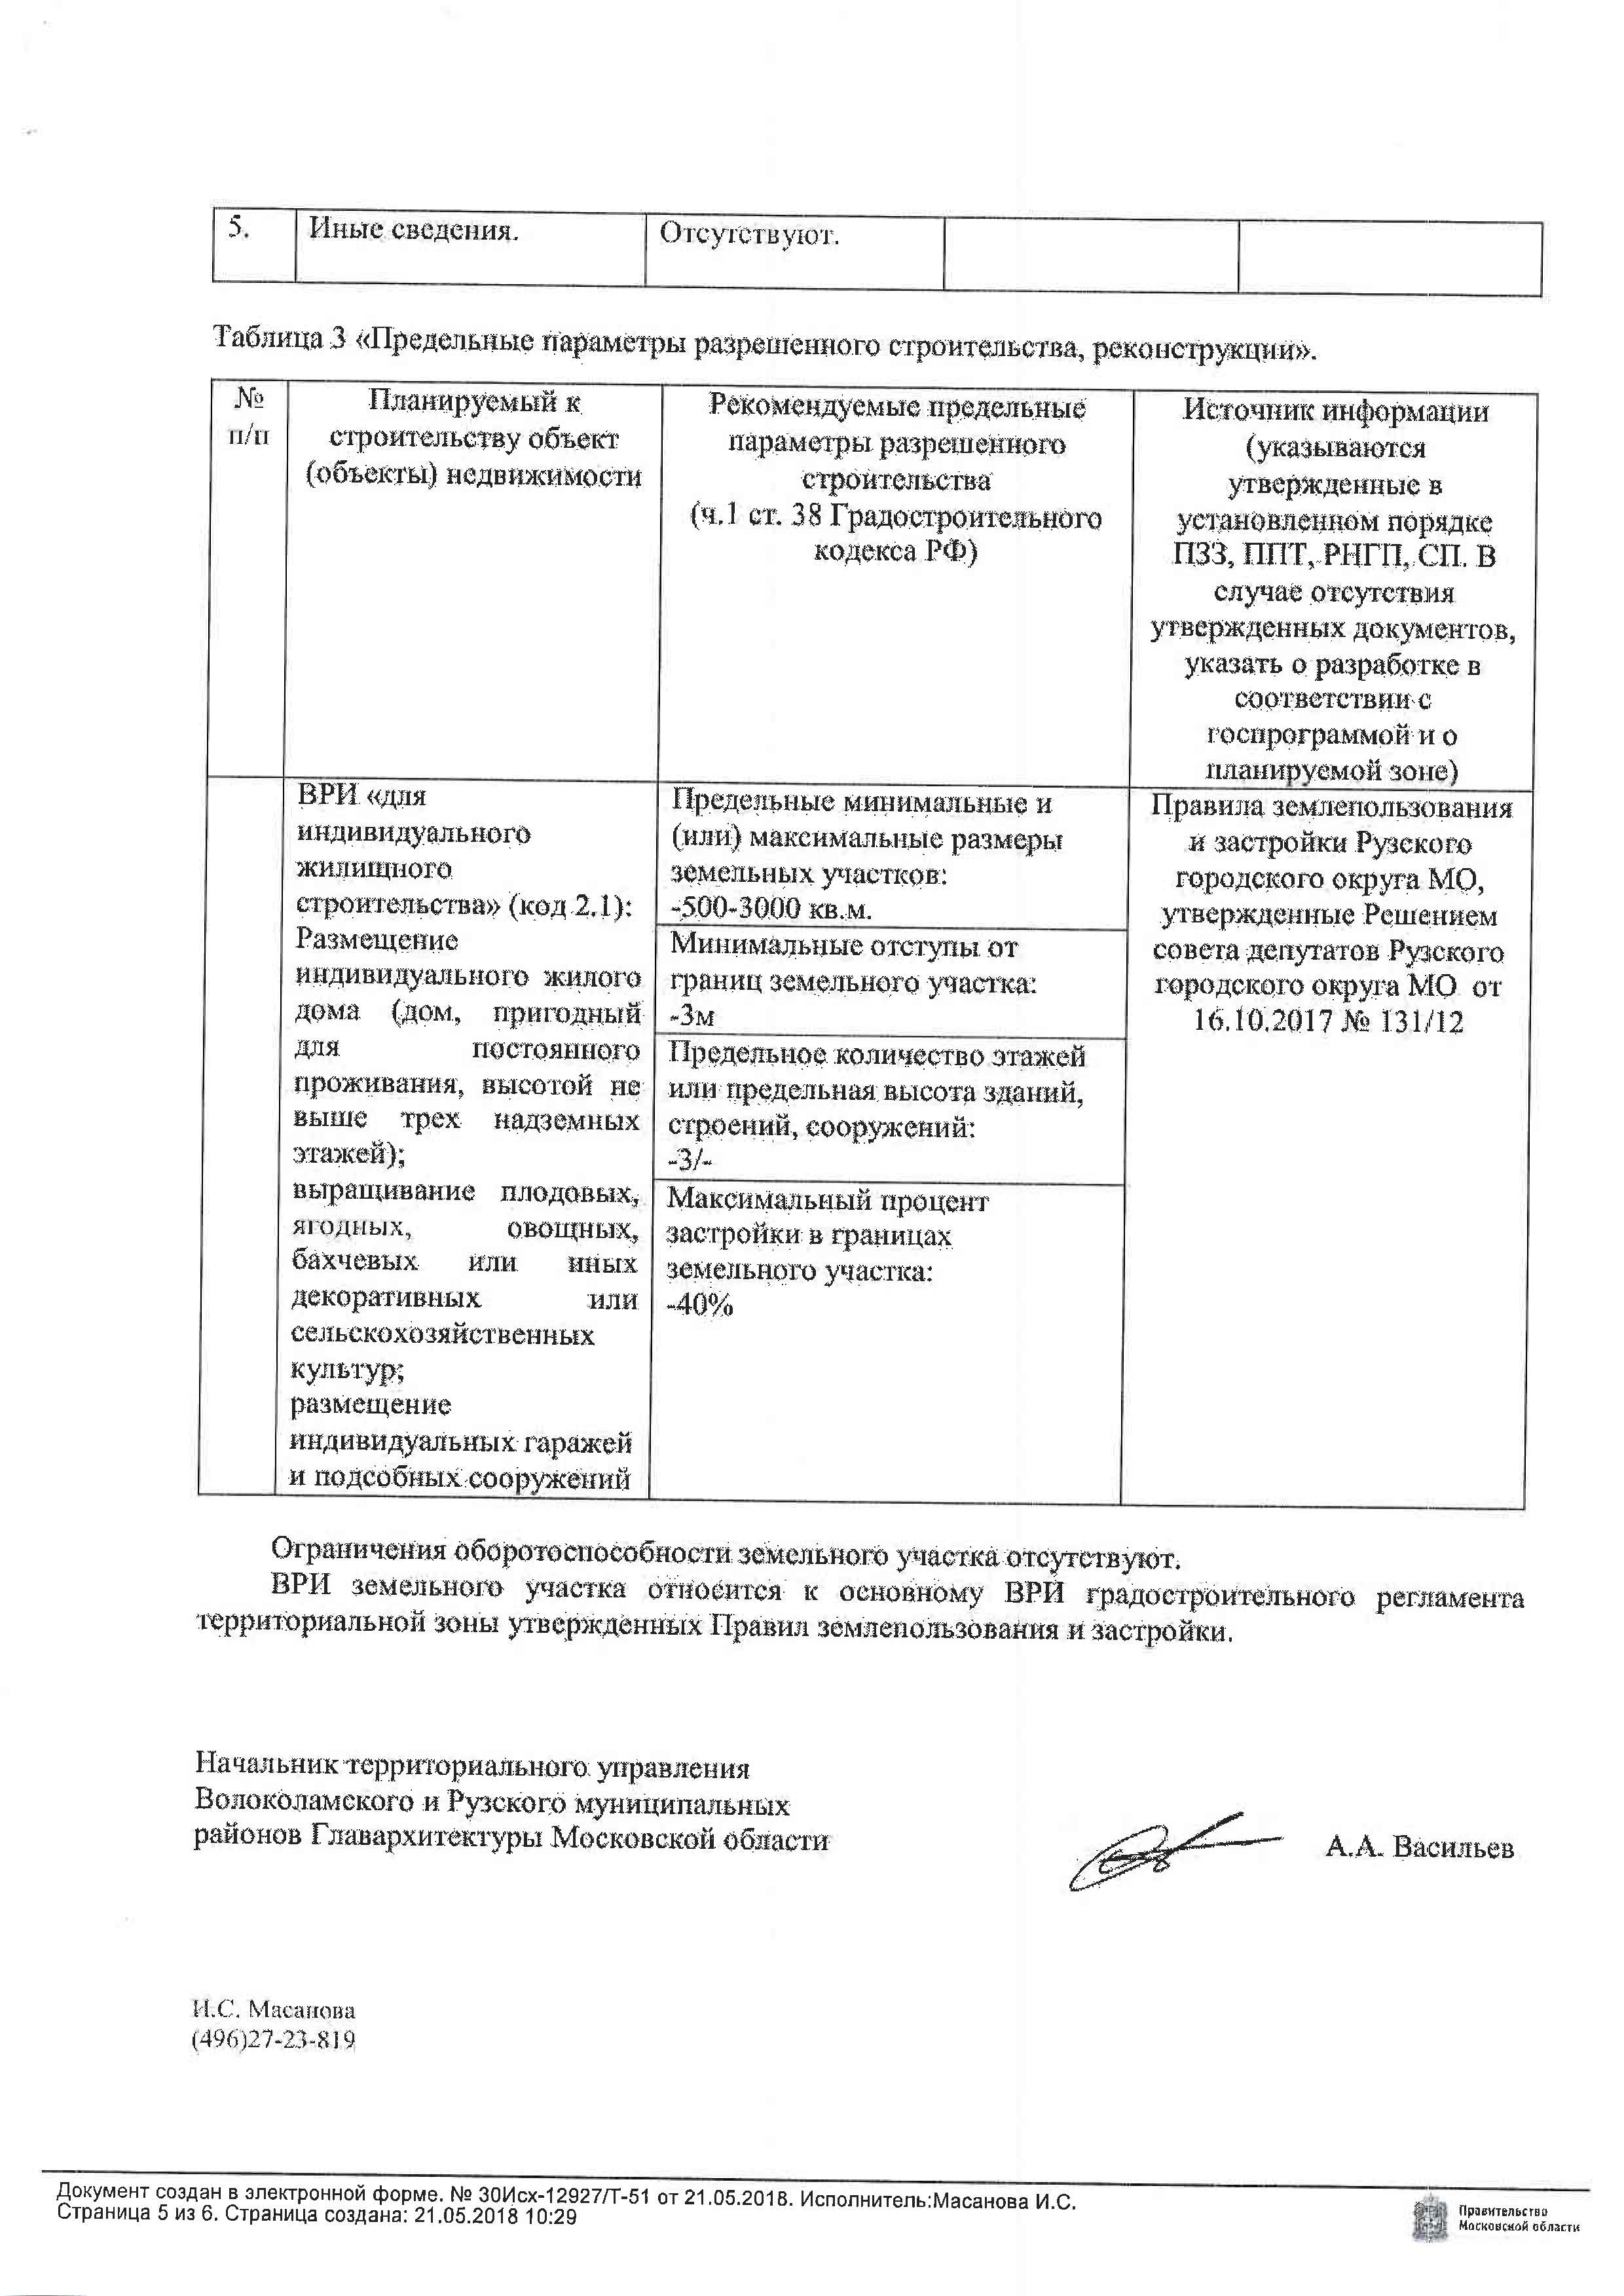 5.
Иные сведения.
Отсутствуют.
Таблица 3 «Предельные параметры разрешенного строительства, реконструкции».
№
п/п
Планируемый к
строительству объект
(объекты) недвижимости
Рекомендуемые предельные
параметры разрешенного
строительства
(ч.1 ст. 38 Градостроительного
кодекса РФ)
Источник информации
(указываются
утвержденные в
установленном порядке
ПЗЗ, ППТ, РНГП, СП. В
случае отсутствия
утвержденных документов,
указать о разработке в
соответствии с
госпрограммой и о
планируемой зоне)
ВРИ «для
индивидуального
жилищного
строительства» (код 2.1):
Размещение
индивидуального жилого
дома (дом, пригодный
для постоянного
проживания, высотой не
выше трех надземных
этажей);
выращивание плодовых,
ягодных, овощных,
бахчевых или иных
декоративных или
сельскохозяйственных
культур;
размещение
индивидуальных гаражей
и подсобных сооружений
Предельные минимальные и
(или) максимальные размеры
земельных участков:
-500-3000 кв.м.
Минимальные отступы от
границ земельного участка:
-3м
Предельное количество этажей
или предельная высота зданий,
строений, сооружений:
-3/-
Максимальный процент
застройки в границах
земельного участка:
-40%
Правила землепользования
и застройки Рузского
городского округа МО,
утвержденные Решением
совета депутатов Рузского
городского округа МО от
16.10.2017 № 131/12
Ограничения оборотоспособности земельного участка отсутствуют.
ВРИ земельного участка относится к основному ВРИ градостроительного регламента
территориальной зоны утвержденных Правил землепользования и застройки.
Начальник территориального управления
Волоколамского и Рузского муниципальных
районов Главархитектуры Московской области
А.А. Васильев
И.С. Масанова
(496)27-23-819
Документ создан в электронной форме. № 30Исх-12927/Т-51 от 21.05.2018. Исполнитель:Масанова И.С.
Страница 5 из 6. Страница создана: 21.05.2018 10:29
Правительство
Московской области